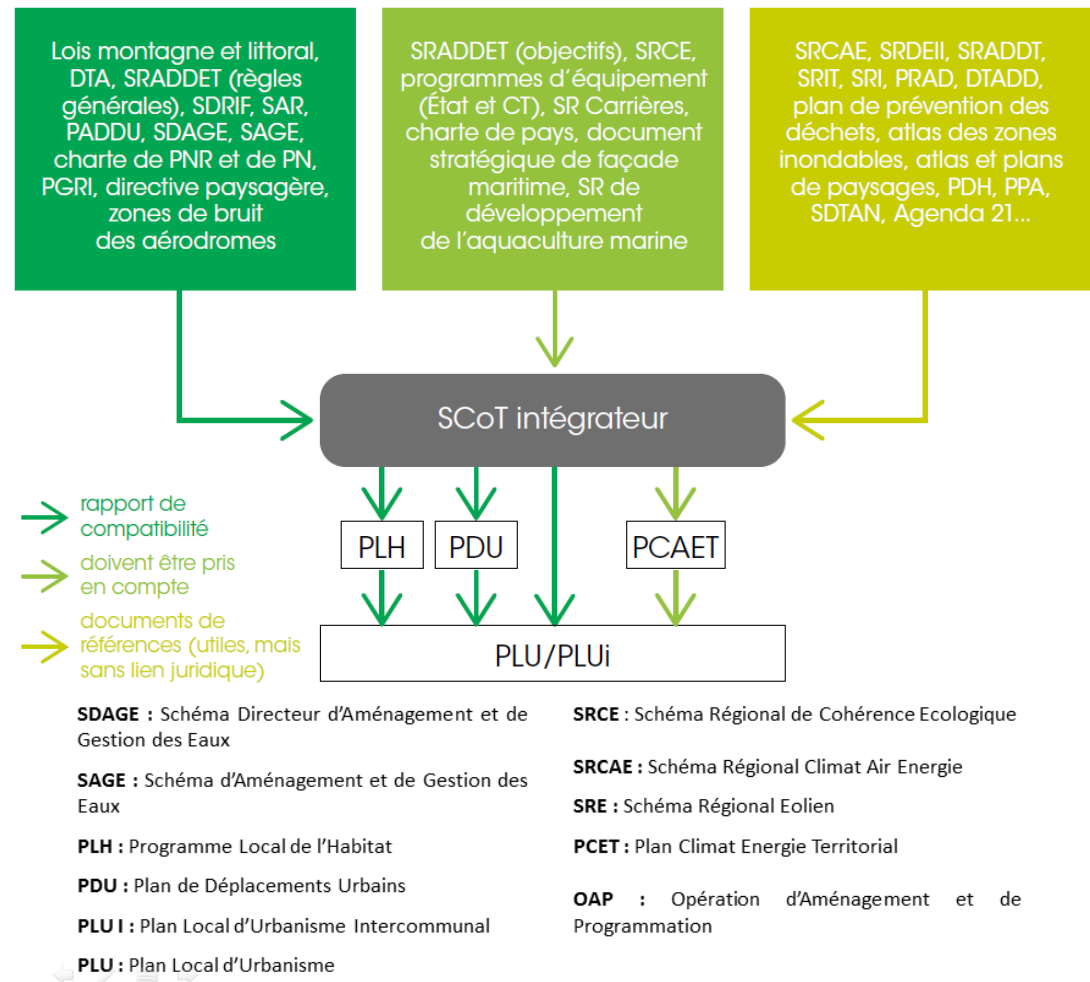 Lois montagne et littoral,
DTA, SRADDET (règles
générales), SDRIF, SAR,
PADDU, SDAGE, SAGE,
charte de PNR et de PN,
PGRI, directive paysagère,
zones de bruit
des aérodromes
SRADDET (objectifs), SRCE,
programmes d'équipement
(État et CT), SR Carrières,
charte de pays, document
stratégique de façade
maritime, SR de
développement
de l'aquaculture marine
SRCAE, SRDEII, SRADDT,
SRIT, SRI, PRAD, DTADD,
plan de prévention des
déchets, atlas des zones
inondables, atlas et plans
de paysages, PDH, PPA,
SDTAN, Agenda 21...
SCoT intégrateur
rapport de
compatibilité
doivent être pris
en compte
documents de
références (utiles, mais
sans lien juridique)
PLH
PDU
PCAET
PLU/PLUi
SDAGE : Schéma Directeur d'Aménagement et de
Gestion des Eaux
SAGE : Schéma d'Aménagement et de Gestion des
Eaux
PLH : Programme Local de l'Habitat
PDU : Plan de Déplacements Urbains
PLU I : Plan Local d'Urbanisme Intercommunal
PLU : Plan Local d'Urbanisme
SRCE : Schéma Régional de Cohérence Ecologique
SRCAE : Schéma Régional Climat Air Energie
SRE : Schéma Régional Eolien
PCET : Plan Climat Energie Territorial
OAP : Opération d'Aménagement et de
Programmation